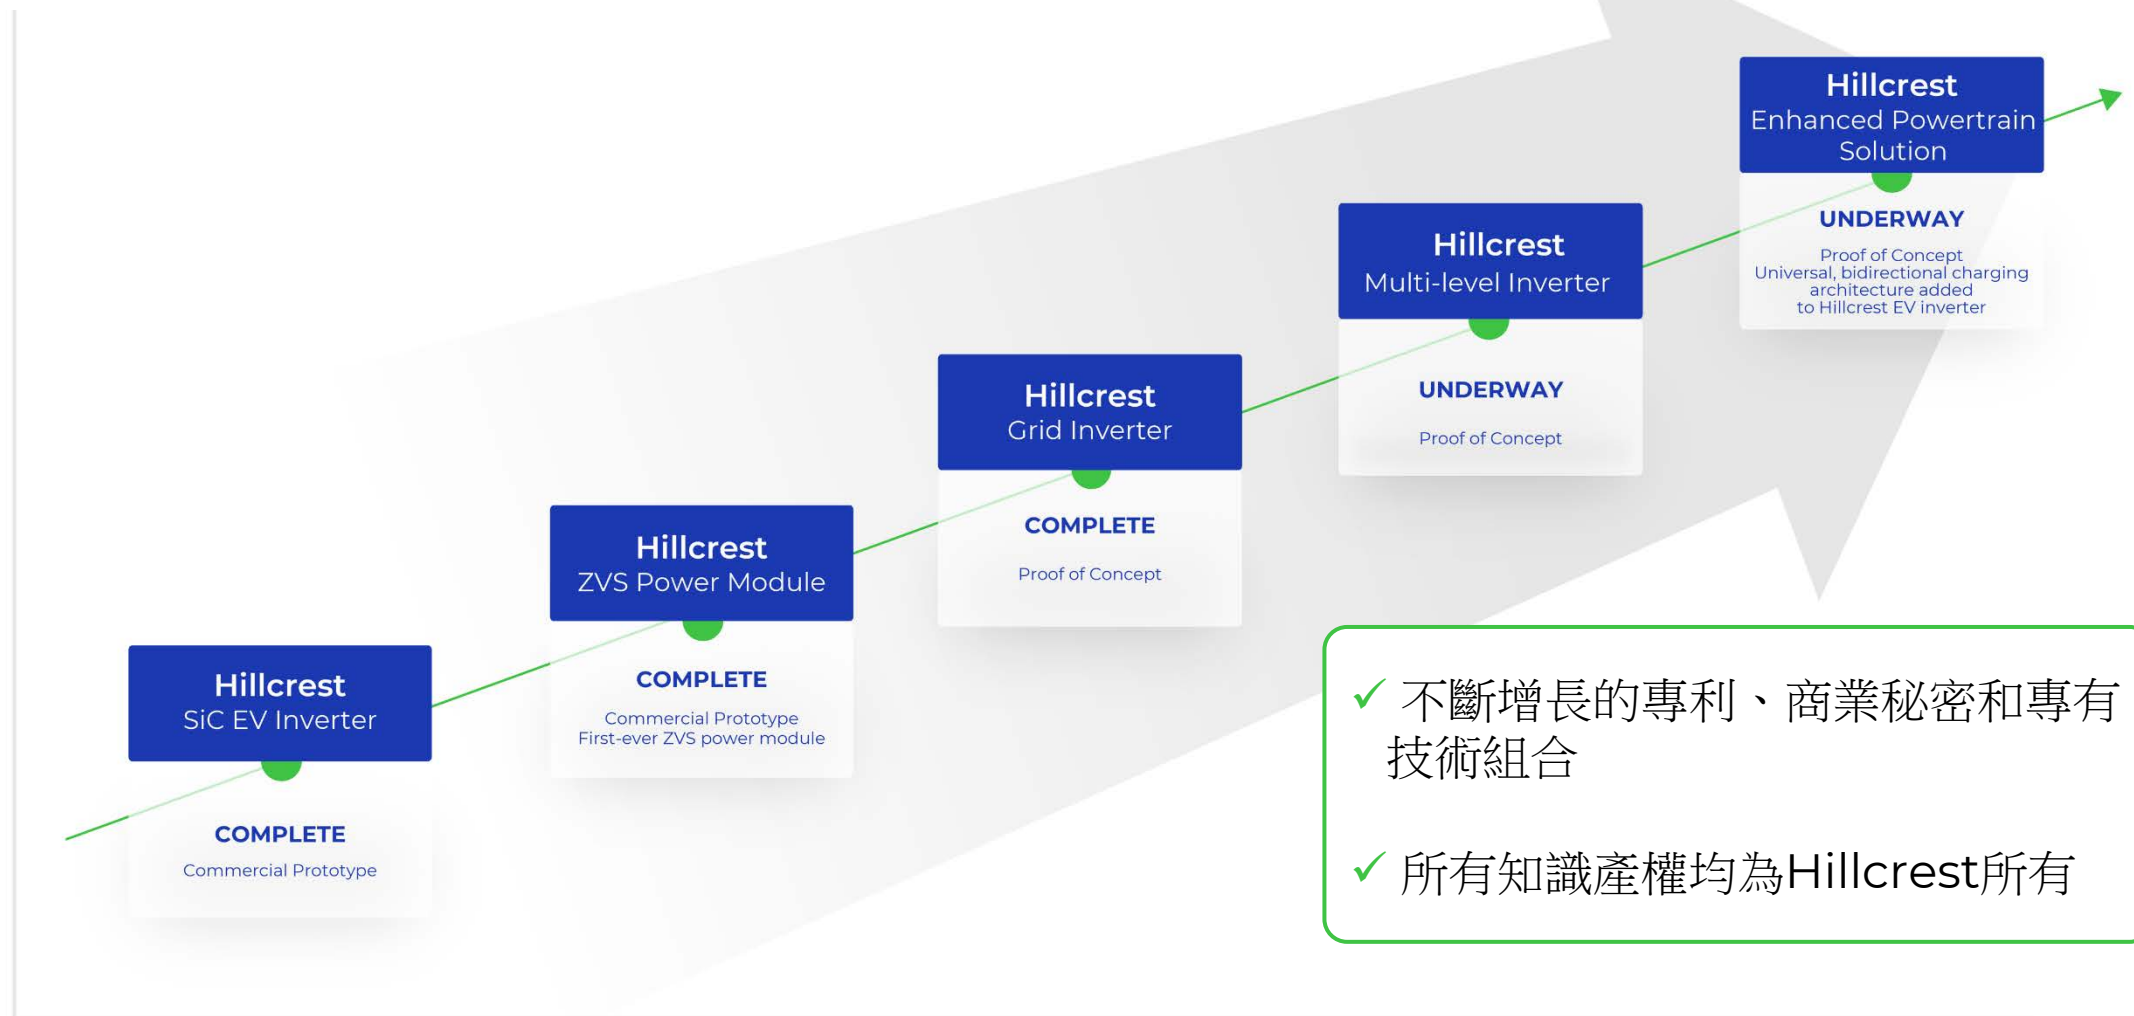 Hillcrest
SiC EV Inverter
COMPLETE
Commercial Prototype
Hillcrest
ZVS Power Module
COMPLETE
Commercial Prototype
First-ever ZVS power module
Hillcrest
Grid Inverter
COMPLETE
Proof of Concept
Hillcrest
Multi-level Inverter
UNDERWAY
Proof of Concept
Hillcrest
Enhanced Powertrain
Solution
UNDERWAY
Proof of Concept
Universal, bidirectional charging
architecture added
to Hillcrest EV inverter
✓ 不斷增長的專利、商業秘密和專有
技術組合
✓ 所有知識產權均為Hillcrest所有